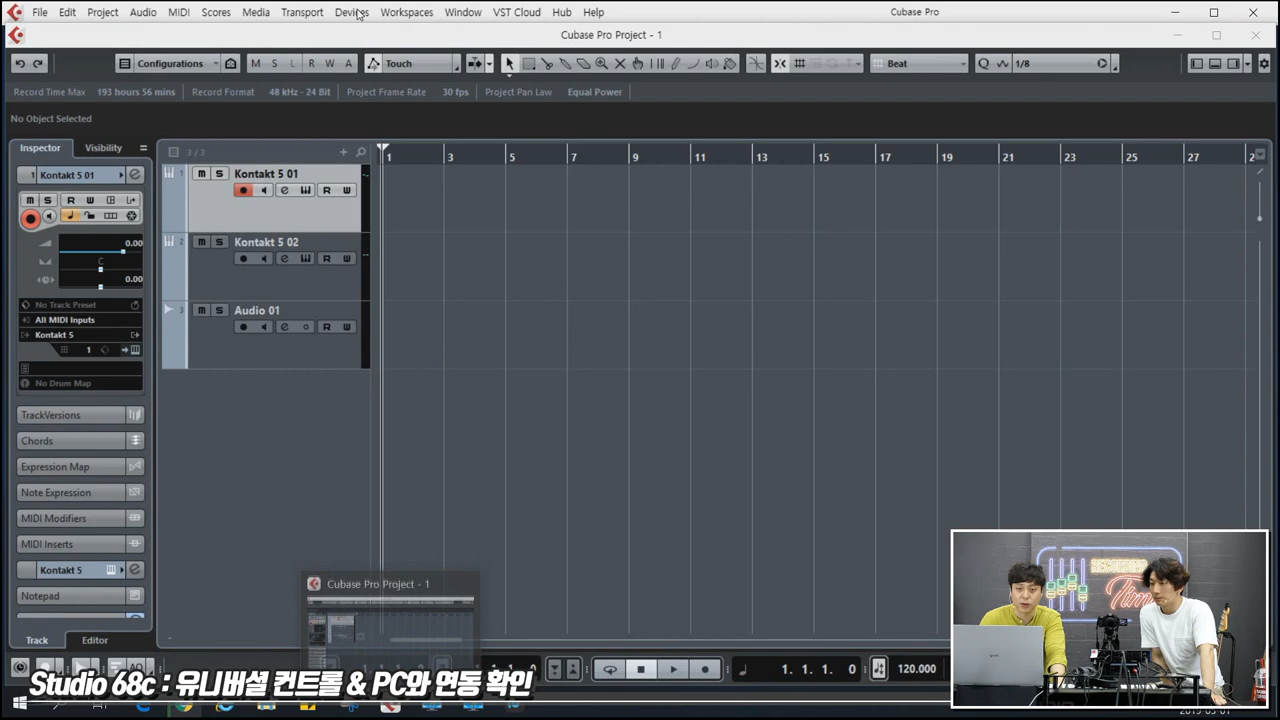 File Edit Project Audio MIDI Scores Media Transport Devices Workspaces Window VST Cloud Hub Help Cubase Pro
Cubase Pro Project - 1
Configurations M S L R W A Touch Beat Q 1/8
Record Time Max 193 hours 56 mins Record Format 48 kHz - 24 Bit Project Frame Rate 30 fps Project Pan Law Equal Power
No Object Selected
Inspector Visibility 3 / 3 1 3 5 7 9 11 13 15 17 19 21 23 25 27
1 Kontakt 5 01
1 m S Kontakt 5 01
M S R W
R W
0.00
C
0.00
2 m S Kontakt 5 02
R W
No Track Preset
All MIDI Inputs
Kontakt 5
1
No Drum Map
3 m S Audio 01
R W
TrackVersions
Chords
Expression Map
Note Expression
MIDI Modifiers
MIDI Inserts
Kontakt 5
Notepad
Track Editor
Cubase Pro Project - 1
1. 1. 1. 0 120.000
Studio 68c : 유니버셜 컨트롤 & PC와 연동 확인
Time